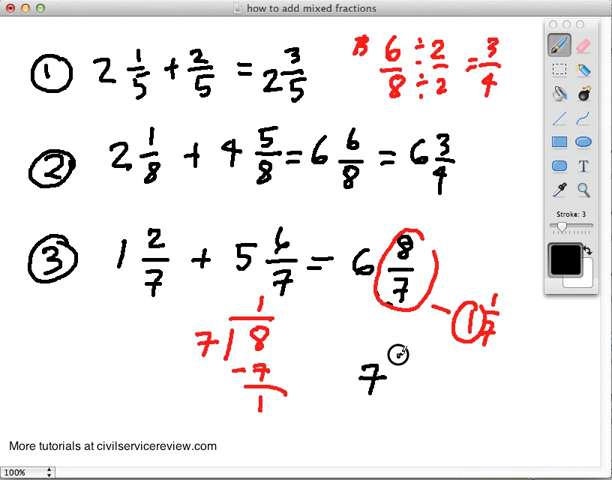 how to add mixed fractions
① 2 1/5 + 2/5 = 2 3/5
6/8 ÷ 2/÷ 2 = 3/4
② 2 1/8 + 4 5/8 = 6 6/8 = 6 3/4
③ 1 2/7 + 5 6/7 = 6 8/7
- 1 1/7
1
7 / 8
-7
1
7
T
Stroke: 3
More tutorials at civilservicereview.com
100%